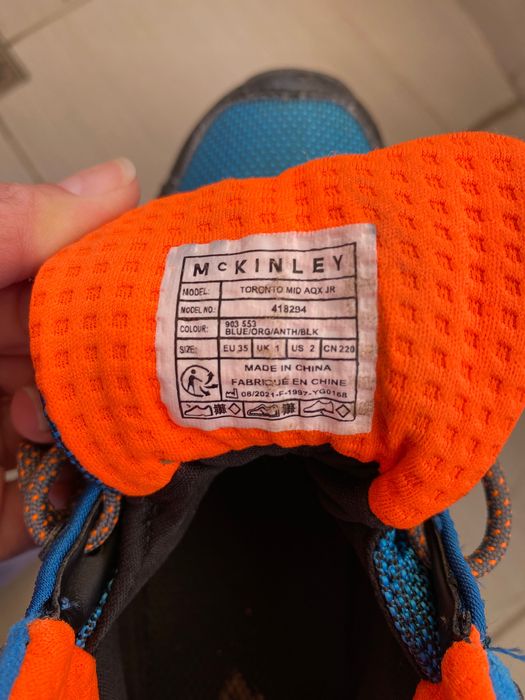 McKINLEY
MODEL: TORONTO MID AQX JR
MODEL NO.: 418294
COLOUR: 903 553
BLUE/ORG/ANTH/BLK
SIZE: EU 35 UK 1 US 2 CN 220
MADE IN CHINA
FABRIQUÉ EN CHINE
06/2021-F-1997-YG0168